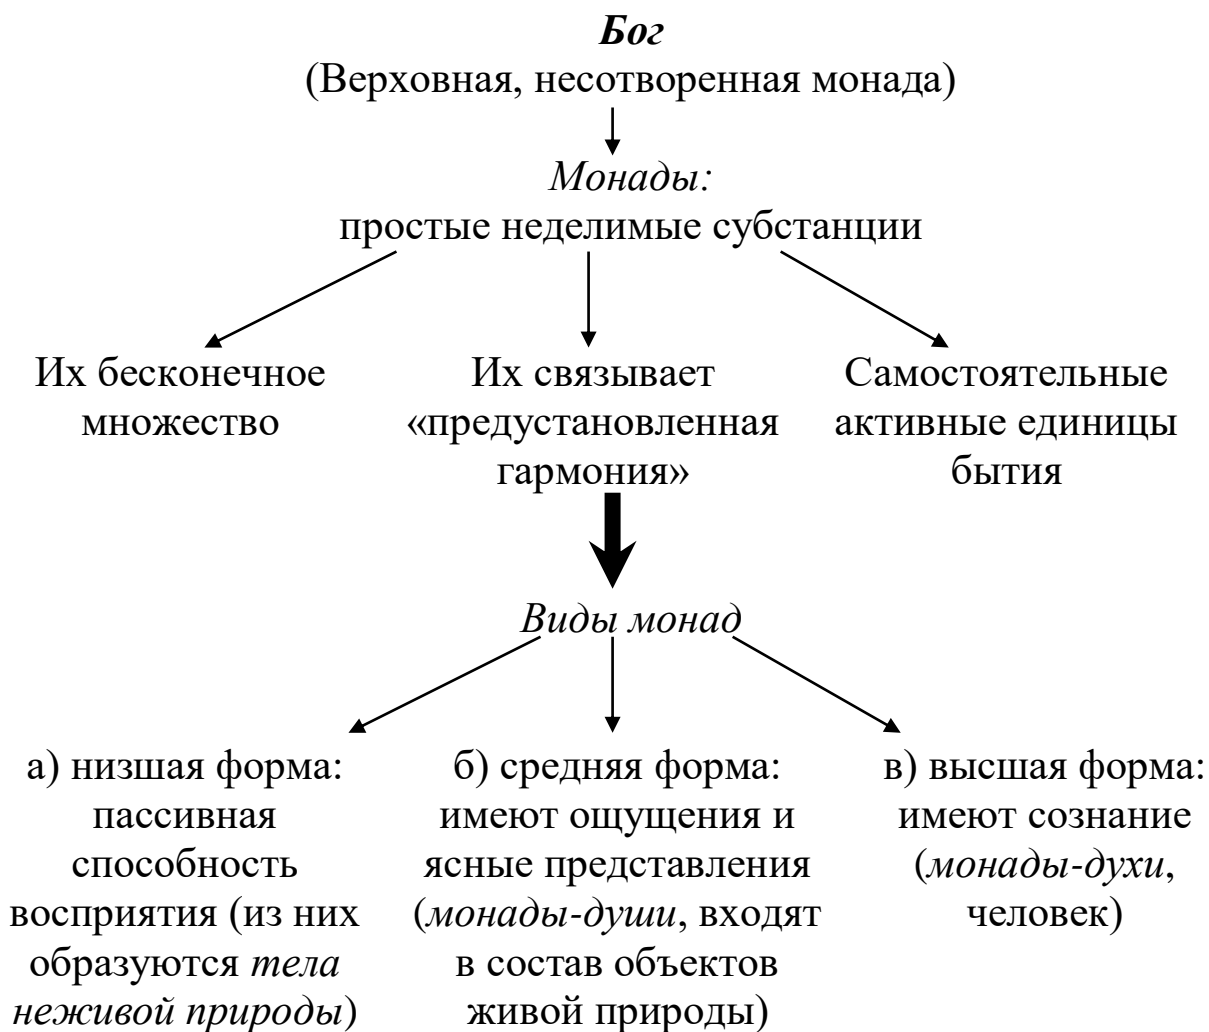 Бог
(Верховная, несотворенная монада)
Монады:
простые неделимые субстанции
Их бесконечное
множество
Их связывает
«предустановленная
гармония»
Самостоятельные
активные единицы
бытия
Виды монад
а) низшая форма:
пассивная
способность
восприятия (из них
образуются тела
неживой природы)
б) средняя форма:
имеют ощущения и
ясные представления
(монады-души, входят
в состав объектов
живой природы)
в) высшая форма:
имеют сознание
(монады-духи,
человек)